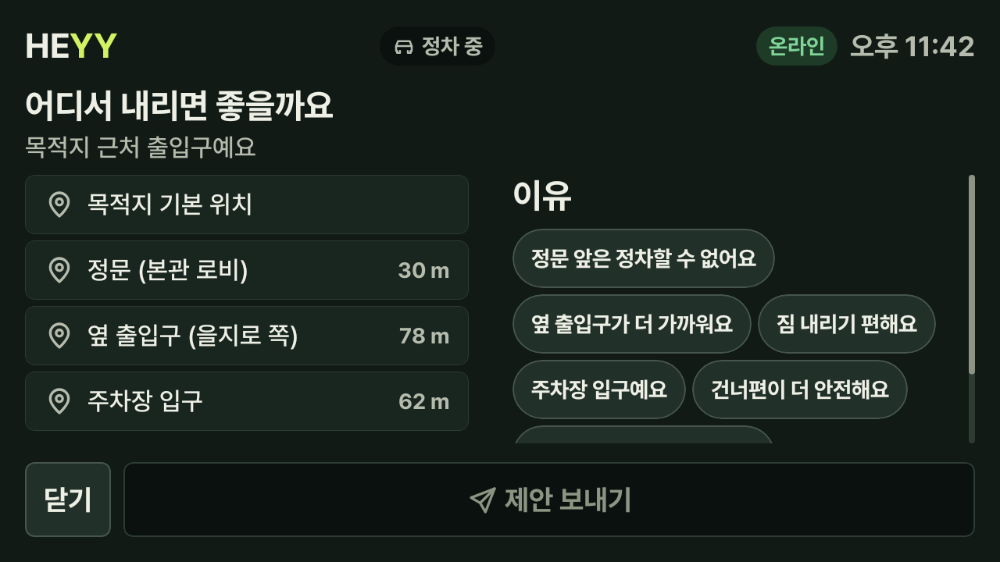 HEYY
정차 중
온라인
오후 11:42
어디서 내리면 좋을까요
목적지 근처 출입구예요
목적지 기본 위치
정문 (본관 로비) 30 m
옆 출입구 (을지로 쪽) 78 m
주차장 입구 62 m
이유
정문 앞은 정차할 수 없어요
옆 출입구가 더 가까워요
짐 내리기 편해요
주차장 입구예요
건너편이 더 안전해요
닫기
제안 보내기